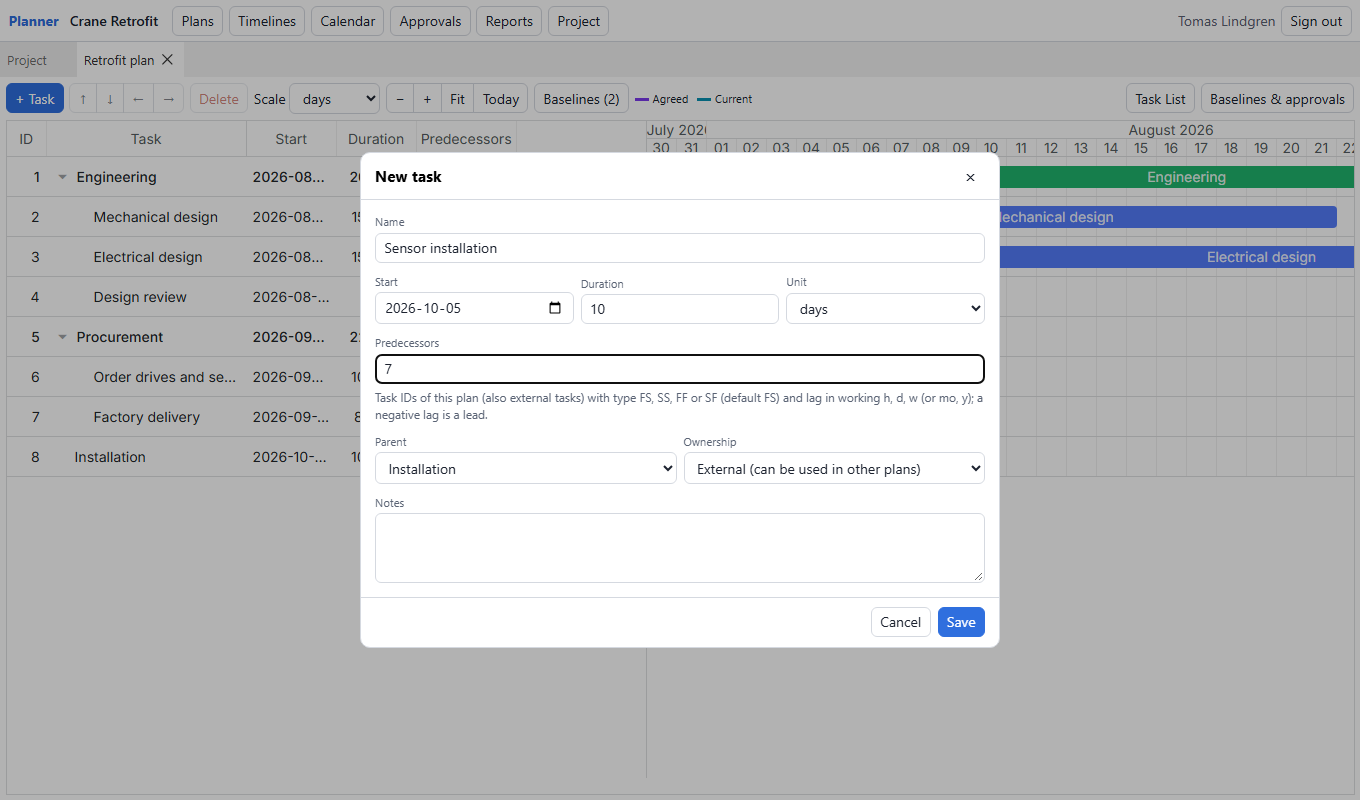 Planner Crane Retrofit Plans Timelines Calendar Approvals Reports Project Tomas Lindgren Sign out
Project Retrofit plan
+ Task ↑ ↓ ← → Delete Scale days − + Fit Today Baselines (2) Agreed Current Task List Baselines & approvals
ID Task Start Duration Predecessors August 2026
30 31 01 02 03 04 05 06 07 08 09 10 11 12 13 14 15 16 17 18 19 20 21
1 Engineering 2026-08... Engineering
2 Mechanical design 2026-08... design
3 Electrical design 2026-08... Electrical design
4 Design review 2026-08-...
5 Procurement 2026-09...
6 Order drives and se... 2026-09...
7 Factory delivery 2026-09-...
8 Installation 2026-10-...
New task
Name
Sensor installation
Start Duration Unit
2026-10-05 10 days
Predecessors
7
Task IDs of this plan (also external tasks) with type FS, SS, FF or SF (default FS) and lag in working h, d, w (or mo, y); a
negative lag is a lead.
Parent Ownership
Installation External (can be used in other plans)
Notes
Cancel Save